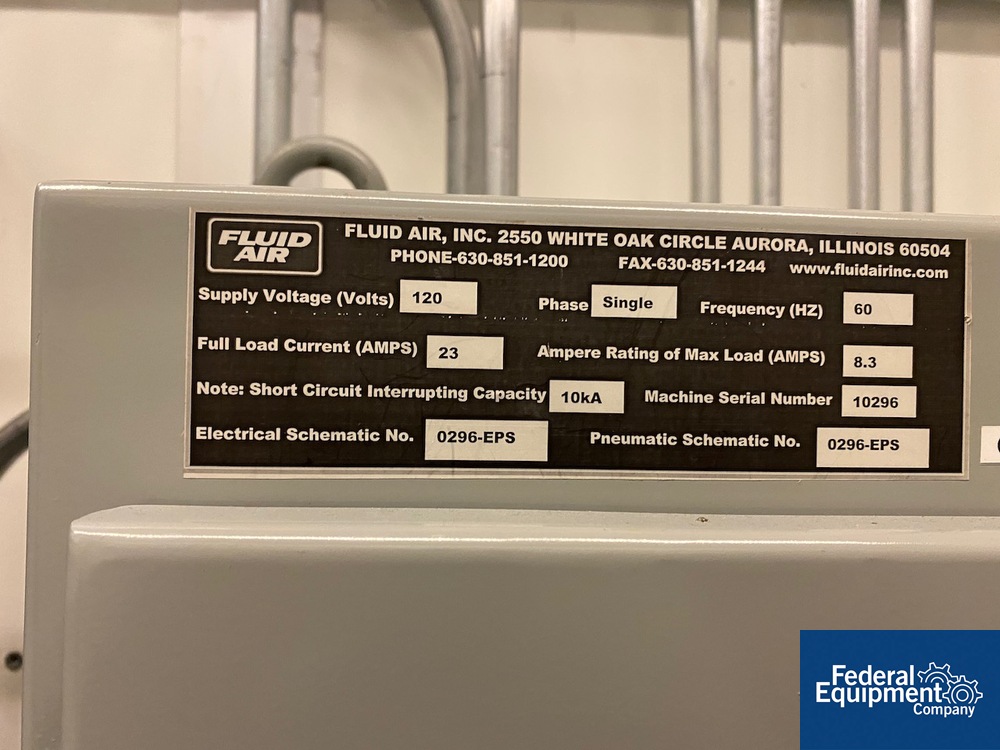 FLUID
AIR
FLUID AIR, INC. 2550 WHITE OAK CIRCLE AURORA, ILLINOIS 60504
PHONE-630-851-1200 FAX-630-851-1244 www.fluidairinc.com
Supply Voltage (Volts) 120 Phase Single Frequency (HZ) 60
Full Load Current (AMPS) 23 Ampere Rating of Max Load (AMPS) 8.3
Note: Short Circuit Interrupting Capacity 10kA Machine Serial Number 10296
Electrical Schematic No. 0296-EPS Pneumatic Schematic No. 0296-EPS
Federal
Equipment
Company